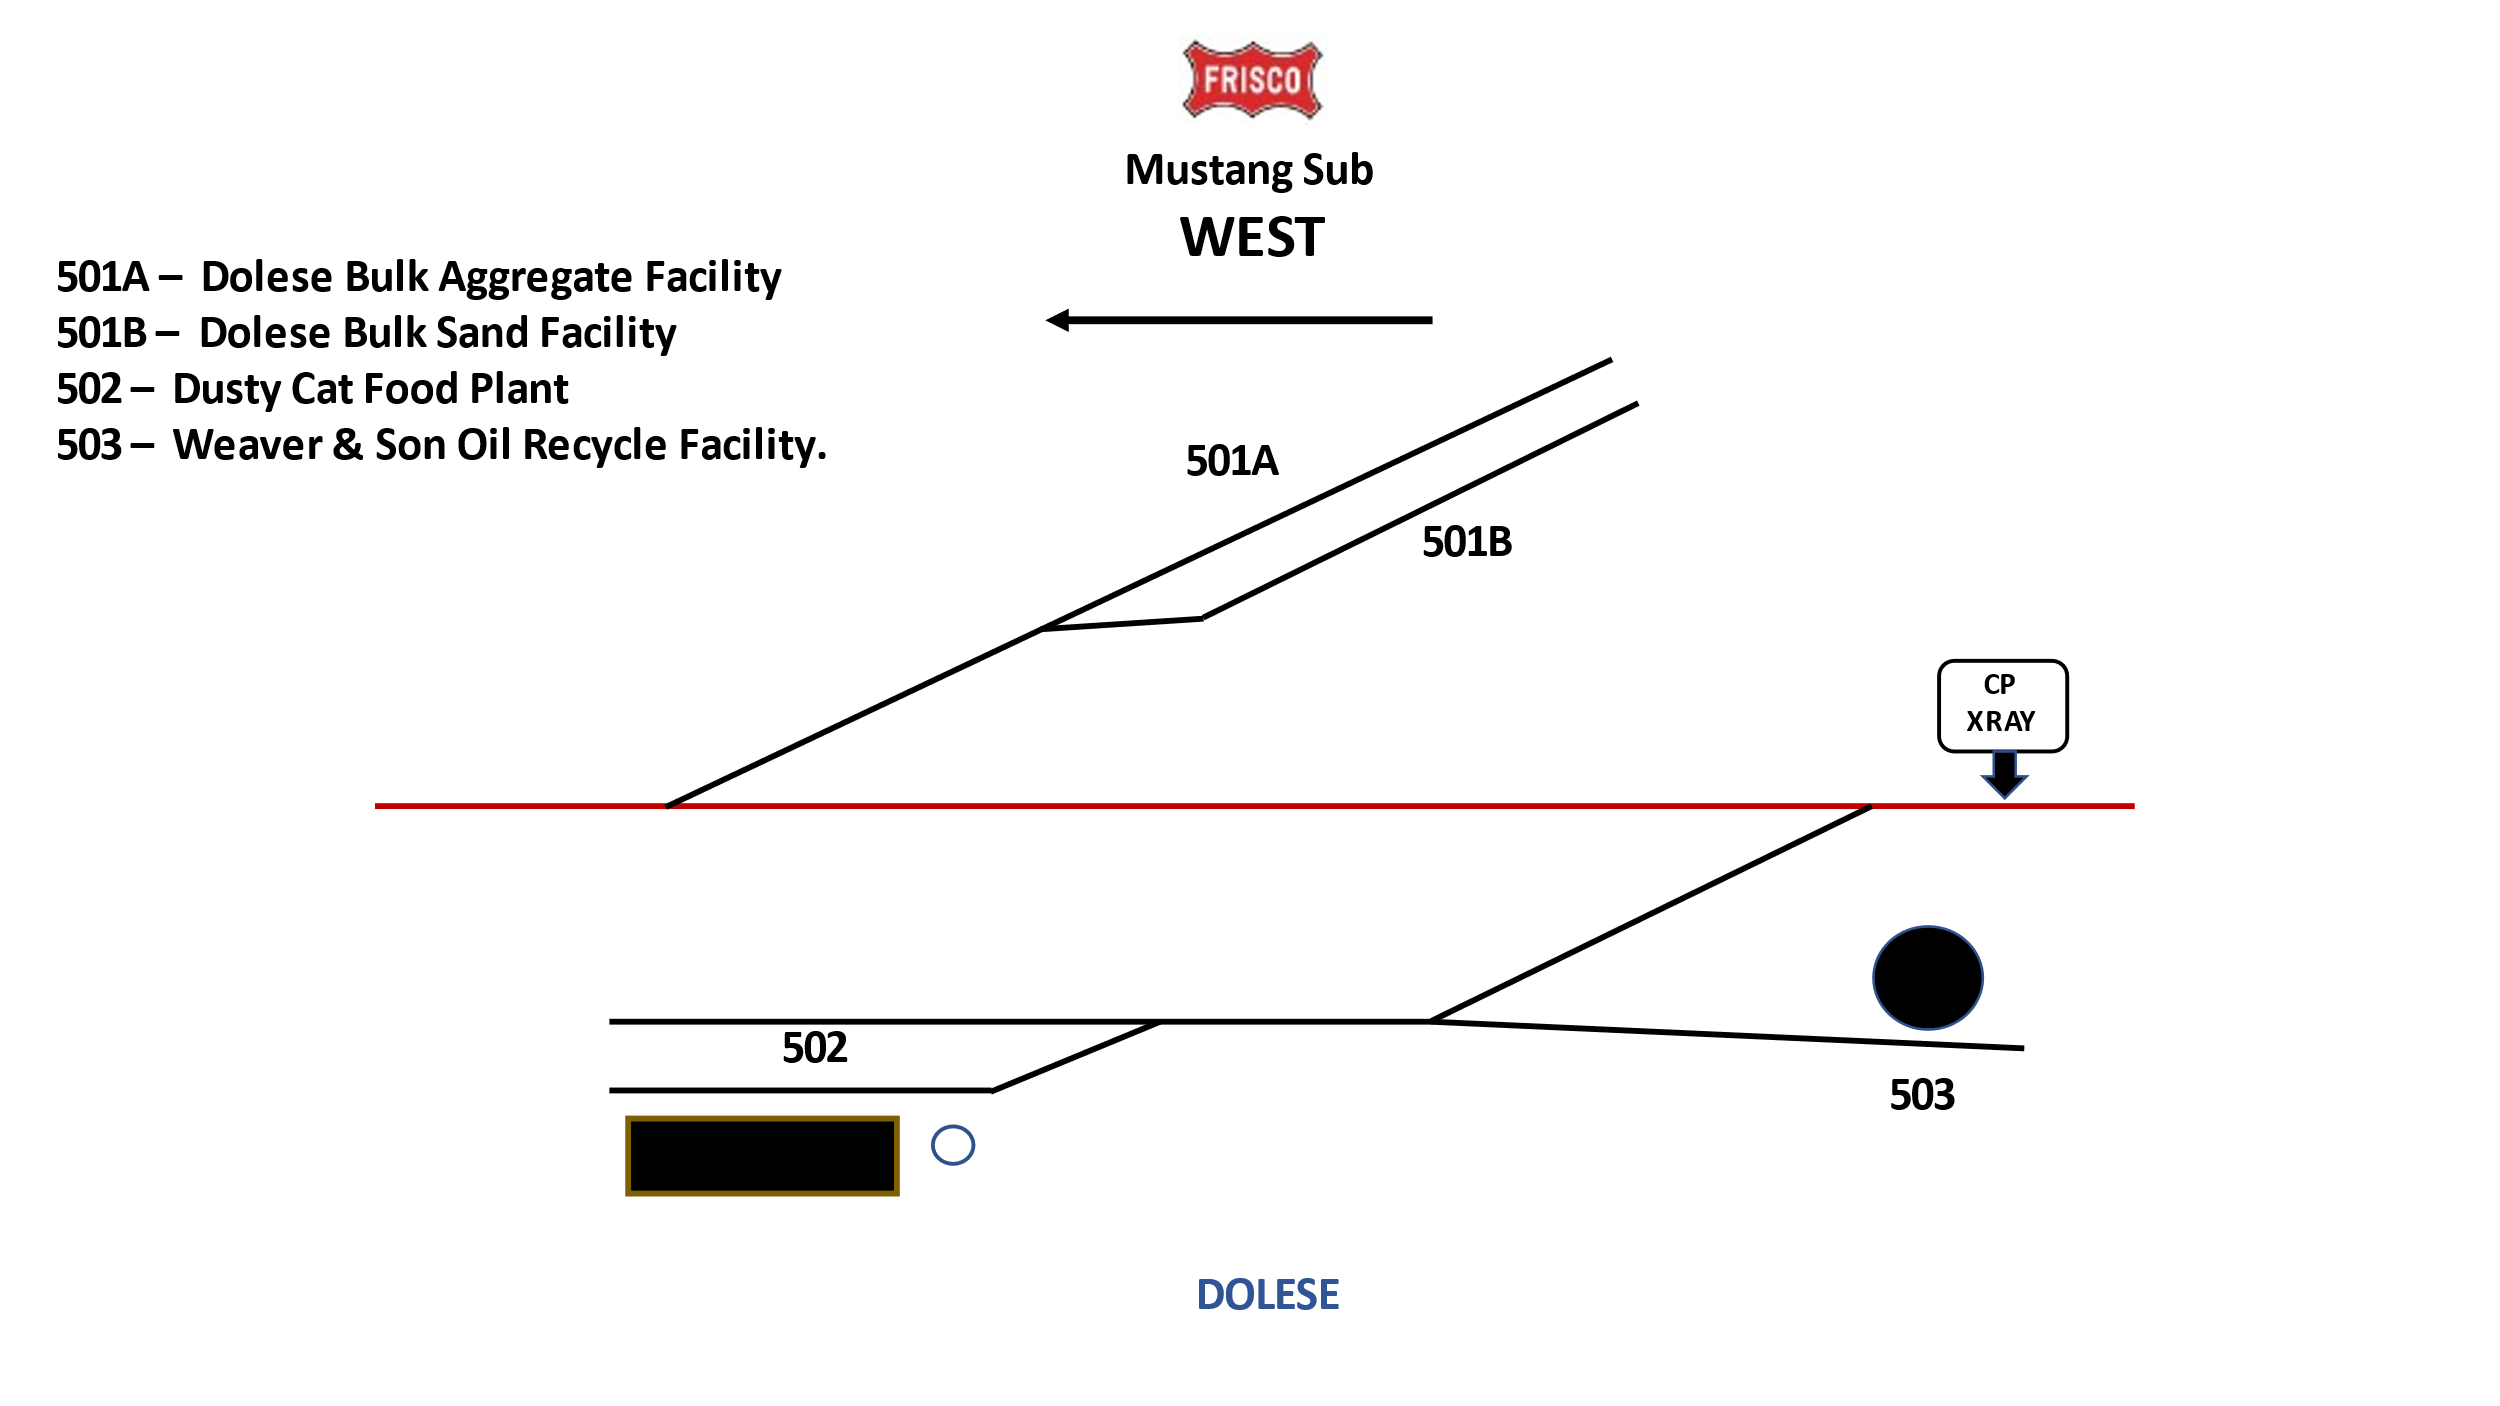 FRISCO
Mustang Sub
WEST
501A – Dolese Bulk Aggregate Facility
501B – Dolese Bulk Sand Facility
502 – Dusty Cat Food Plant
503 – Weaver & Son Oil Recycle Facility.
501A
501B
CP
XRAY
502
503
DOLESE